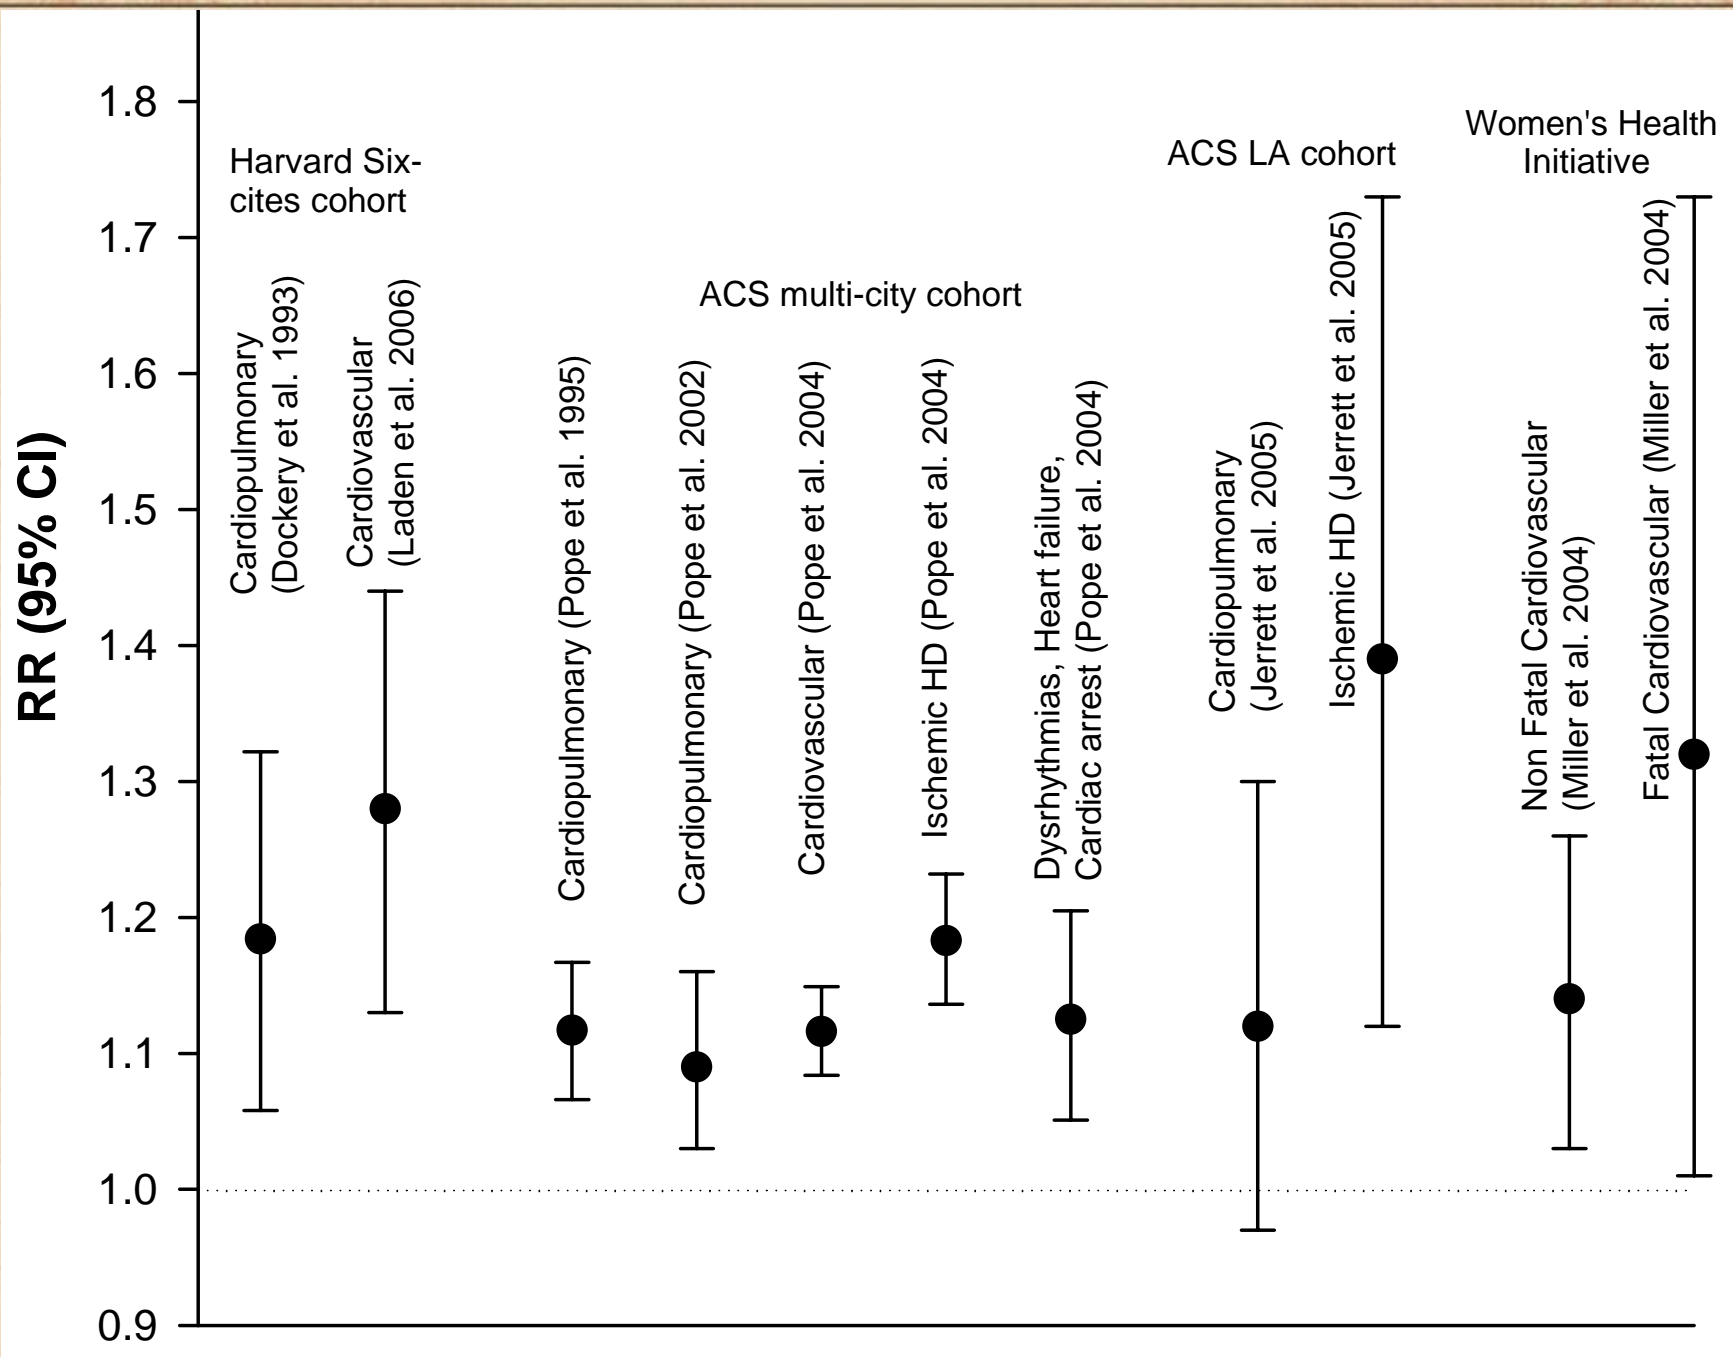 RR (95% CI)
1.8
1.7
1.6
1.5
1.4
1.3
1.2
1.1
1.0
0.9
Harvard Six-
cites cohort
Cardiopulmonary
(Dockery et al. 1993)
Cardiovascular
(Laden et al. 2006)
ACS multi-city cohort
Cardiopulmonary (Pope et al. 1995)
Cardiopulmonary (Pope et al. 2002)
Cardiovascular (Pope et al. 2004)
Ischemic HD (Pope et al. 2004)
Dysrhythmias, Heart failure,
Cardiac arrest (Pope et al. 2004)
ACS LA cohort
Cardiopulmonary
(Jerrett et al. 2005)
Ischemic HD (Jerrett et al. 2005)
Women's Health
Initiative
Non Fatal Cardiovascular
(Miller et al. 2004)
Fatal Cardiovascular (Miller et al. 2004)